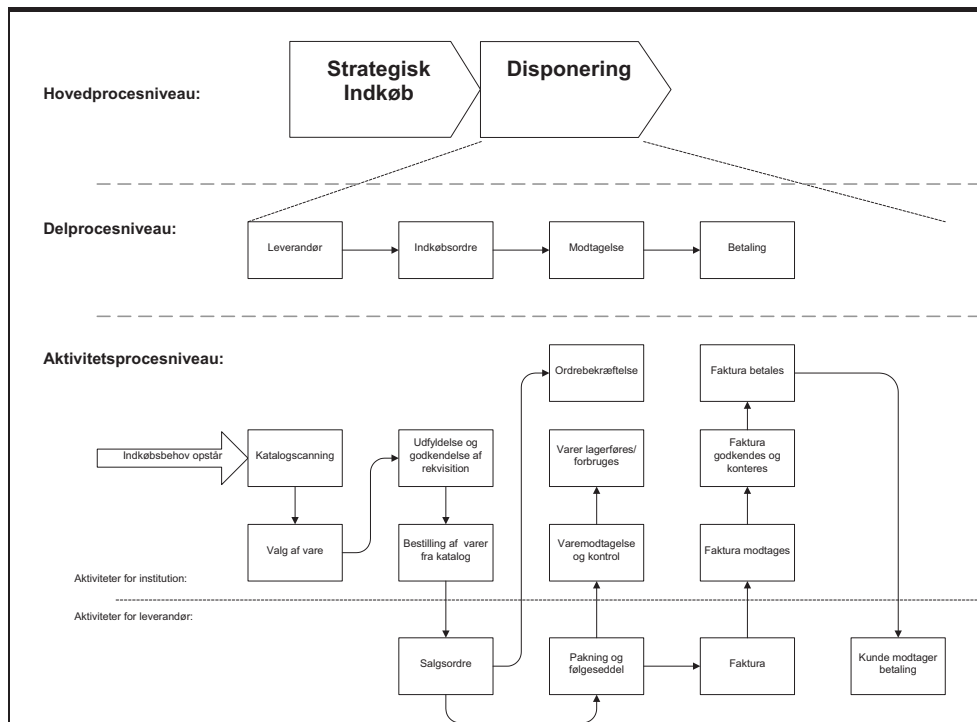 Hovedprocesniveau:
Strategisk
Indkøb
Disponering
Delprocesniveau:
Leverandør
Indkøbsordre
Modtagelse
Betaling
Aktivitetsprocesniveau:
Ordrebekræftelse
Faktura betales
Indkøbsbehov opstår
Katalogscanning
Udfyldelse og
godkendelse af
rekvisition
Varer lagerføres/
forbruges
Faktura
godkendes og
konteres
Valg af vare
Bestilling af varer
fra katalog
Varemodtagelse
og kontrol
Faktura modtages
Aktiviteter for institution:
Aktiviteter for leverandør:
Salgsordre
Pakning og
følgeseddel
Faktura
Kunde modtager
betaling